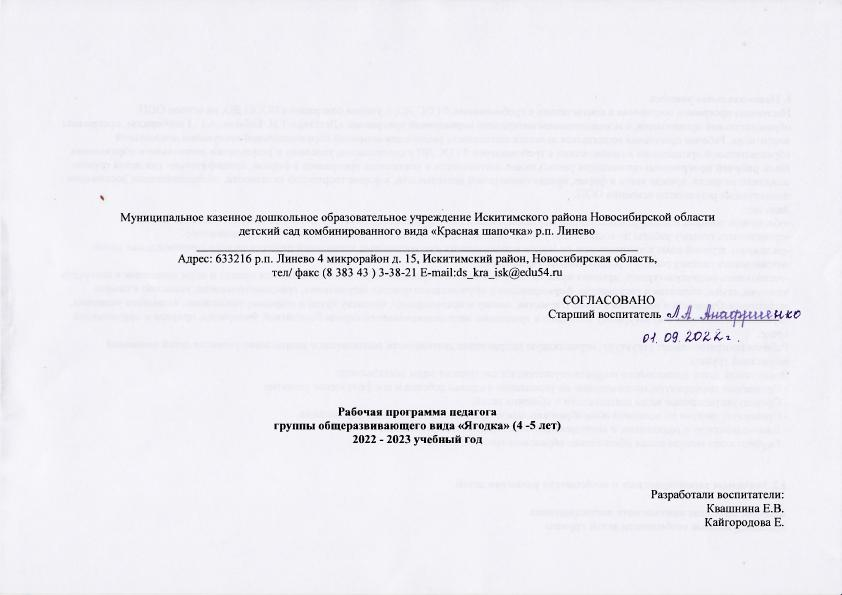 Муниципальное казенное дошкольное образовательное учреждение Искитимского района Новосибирской области
детский сад комбинированного вида «Красная шапочка» р.п. Линево
Адрес: 633216 р.п. Линево 4 микрорайон д. 15, Искитимский район, Новосибирская область,
тел/ факс (8 383 43 ) 3-38-21 E-mail:ds_kra_isk@edu54.ru
СОГЛАСОВАНО
Старший воспитатель Л.А.
01.09.2022г.
Рабочая программа педагога
группы общеразвивающего вида «Ягодка» (4 -5 лет)
2022 - 2023 учебный год
Разработали воспитатели:
Квашнина Е.В.
Кайгородова Е.